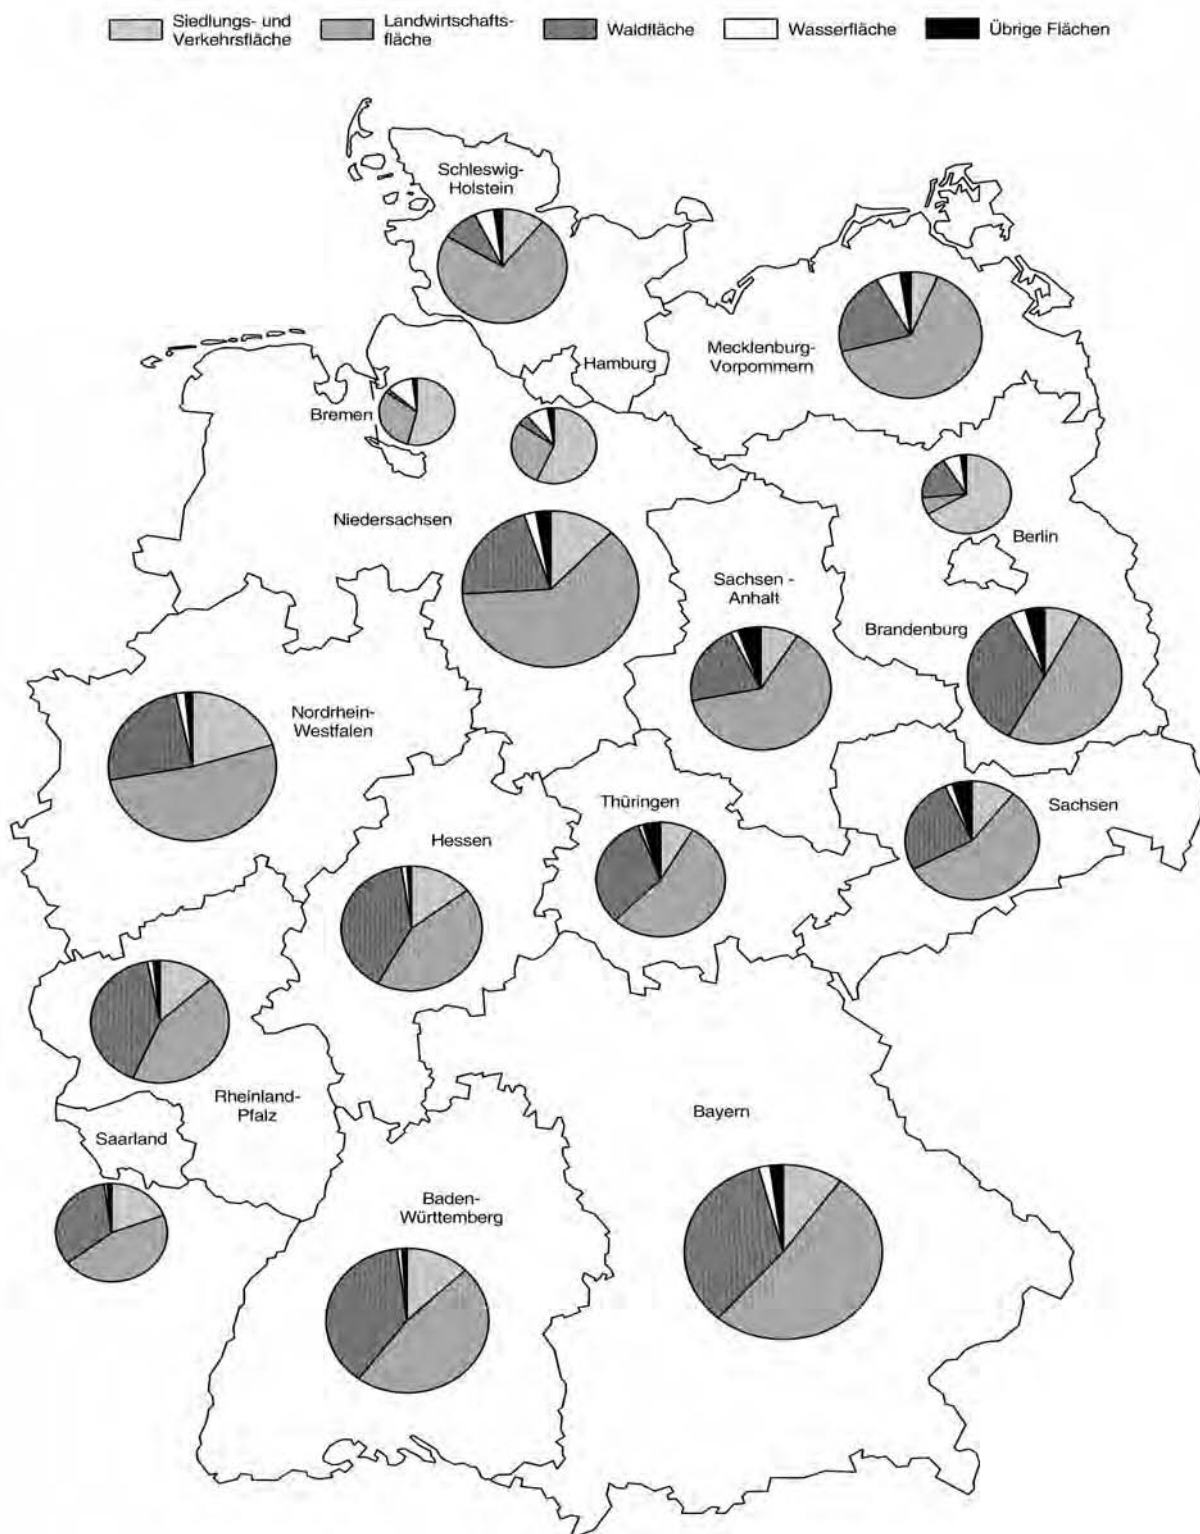 Siedlungs- und
Verkehrsfläche
Landwirtschafts-
fläche
Waldfläche
Wasserfläche
Übrige Flächen
Schleswig-
Holstein
Mecklenburg-
Vorpommern
Hamburg
Bremen
Niedersachsen
Berlin
Sachsen -
Anhalt
Brandenburg
Nordrhein-
Westfalen
Thüringen
Sachsen
Hessen
Rheinland-
Pfalz
Saarland
Bayern
Baden-
Württemberg